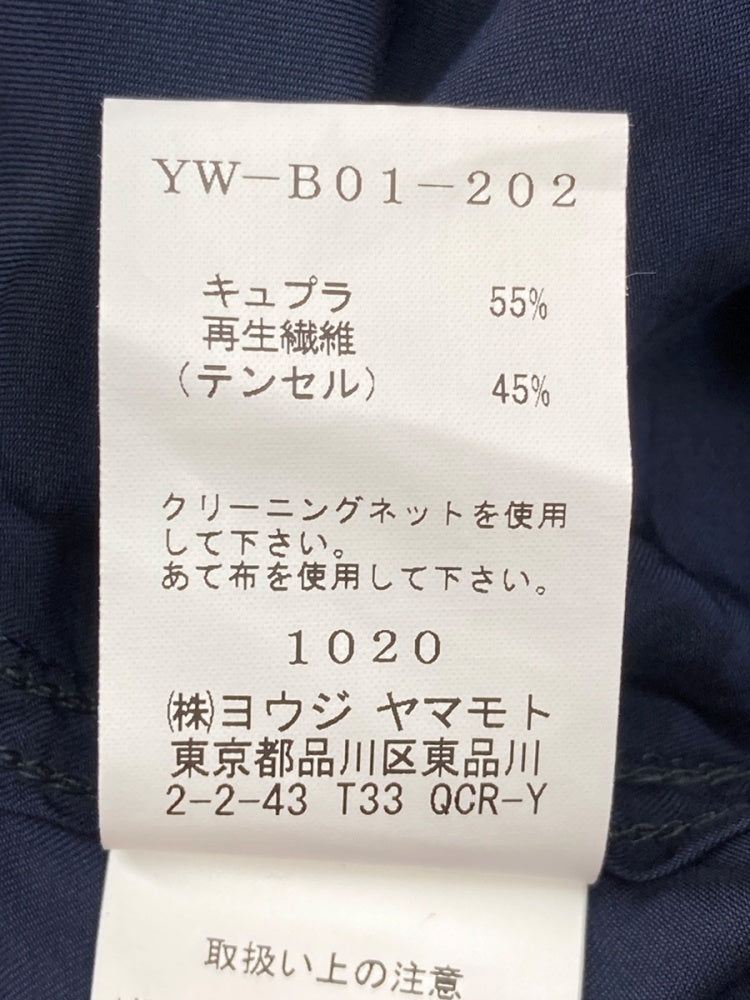 YW－B01－202
キュプラ 55%
再生繊維
(テンセル) 45%
クリーニングネットを使用
して下さい。
あて布を使用して下さい。
1020
㈱ヨウジ ヤマモト
東京都品川区東品川
2-2-43 T33 QCR-Y
取扱い上の注意